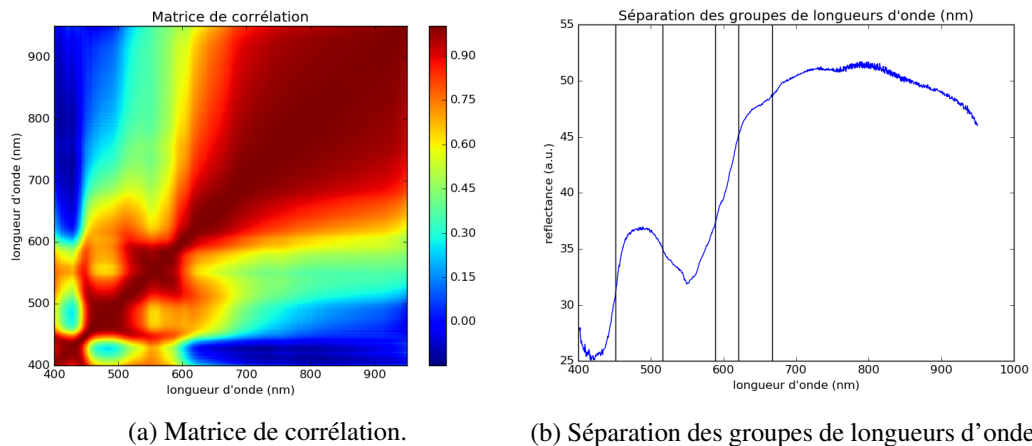 Matrice de corrélation
longueur d'onde (nm)
900
800
700
600
500
400
400 500 600 700 800 900
longueur d'onde (nm)
0.90
0.75
0.60
0.45
0.30
0.15
0.00
(a) Matrice de corrélation.
Séparation des groupes de longueurs d'onde (nm)
reflectance (a.u.)
55
50
45
40
35
30
25
400 500 600 700 800 900 1000
longueur d'onde (nm)
(b) Séparation des groupes de longueurs d'onde